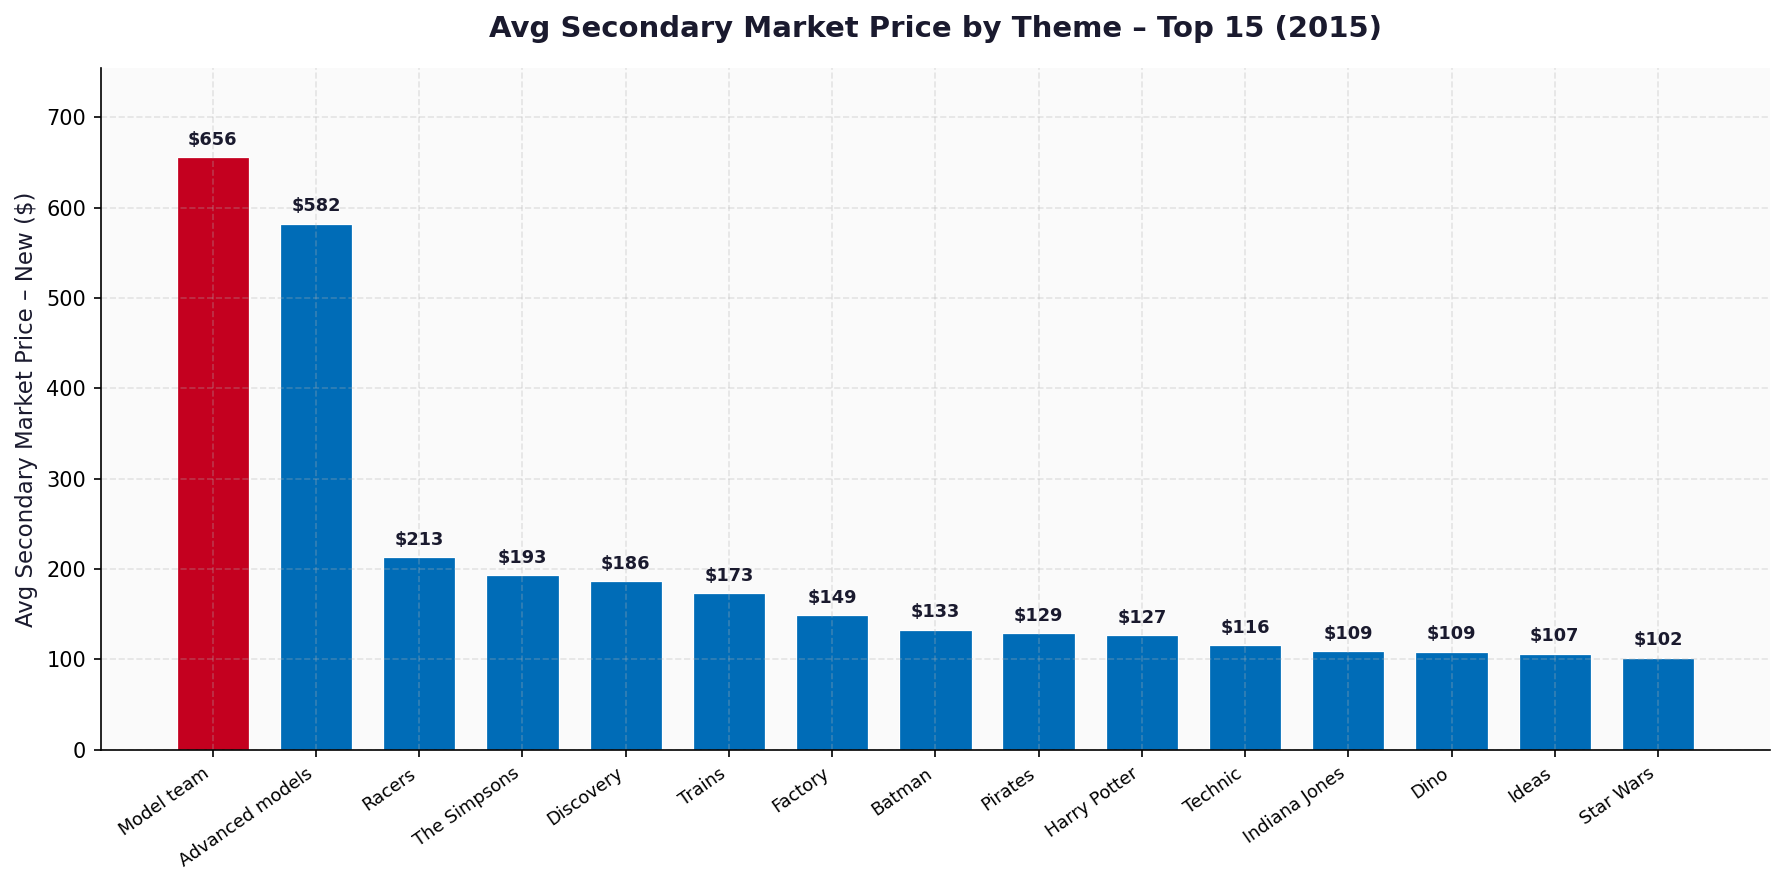 Avg Secondary Market Price by Theme – Top 15 (2015)
Avg Secondary Market Price – New ($)
700
600
500
400
300
200
100
0
$656
$582
$213
$193
$186
$173
$149
$133
$129
$127
$116
$109
$109
$107
$102
Model team
Advanced models
Racers
The Simpsons
Discovery
Trains
Factory
Batman
Pirates
Harry Potter
Technic
Indiana Jones
Dino
Ideas
Star Wars